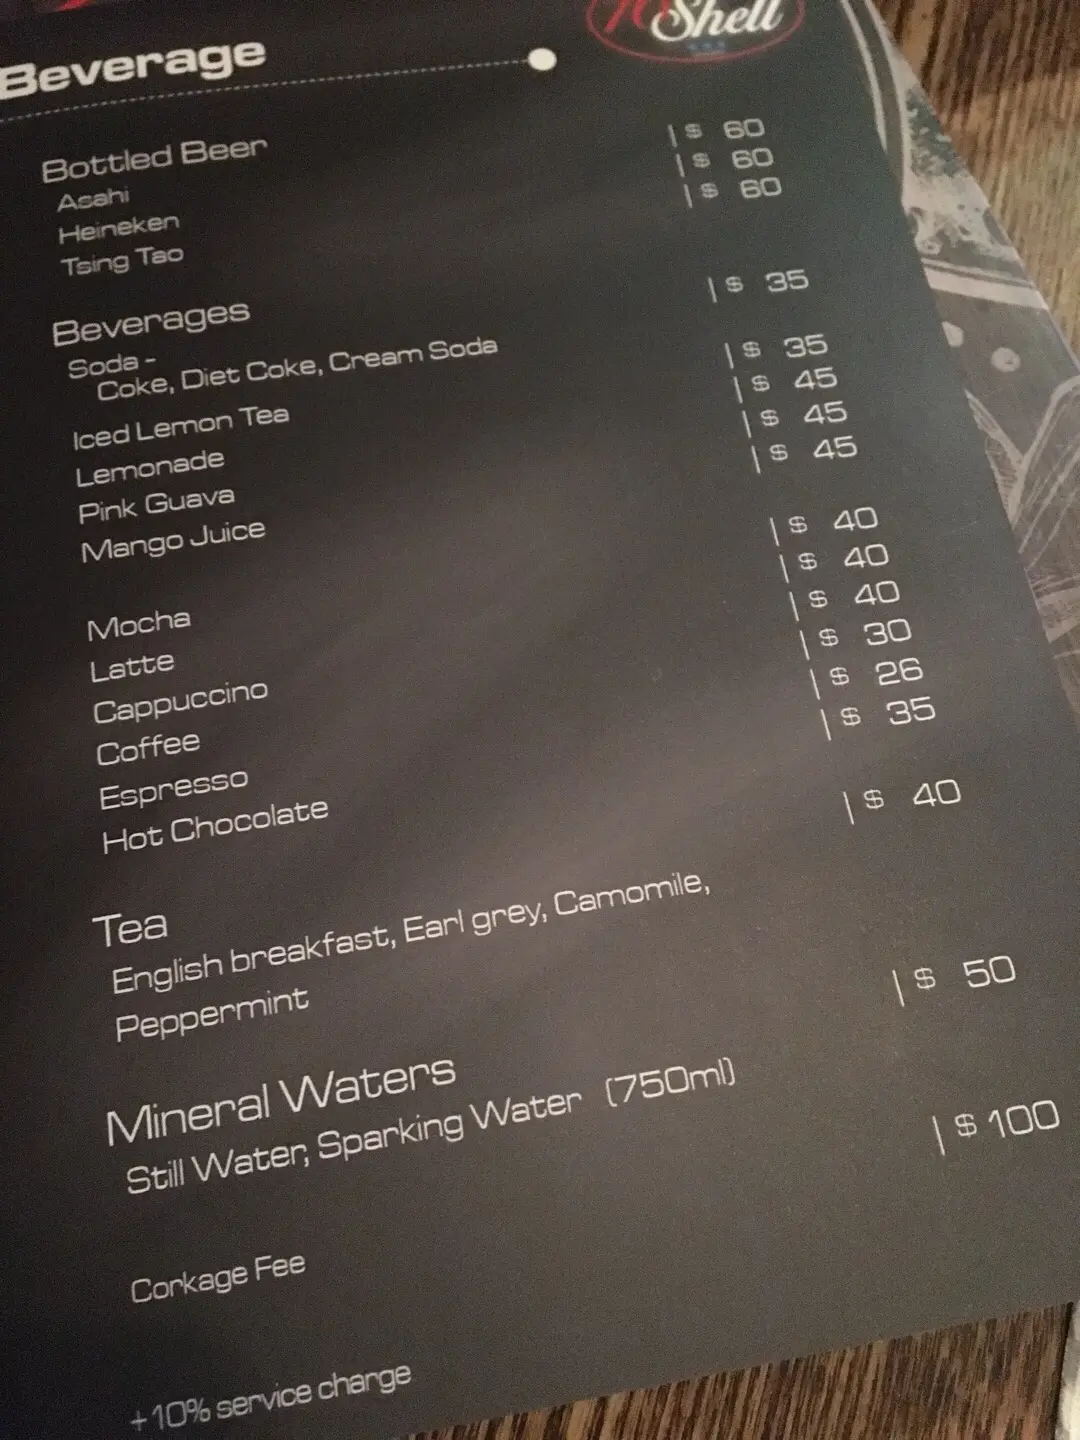 Shell
Beverage
Bottled Beer
Asahi | $ 60
Heineken | $ 60
Tsing Tao | $ 60
Beverages
Soda - | $ 35
Coke, Diet Coke, Cream Soda
Iced Lemon Tea | $ 35
Lemonade | $ 45
Pink Guava | $ 45
Mango Juice | $ 45
Mocha | $ 40
Latte | $ 40
Cappuccino | $ 40
Coffee | $ 30
Espresso | $ 26
Hot Chocolate | $ 35
Tea | $ 40
English breakfast, Earl grey, Camomile,
Peppermint
Mineral Waters | $ 50
Still Water, Sparking Water (750ml)
Corkage Fee | $ 100
+10% service charge